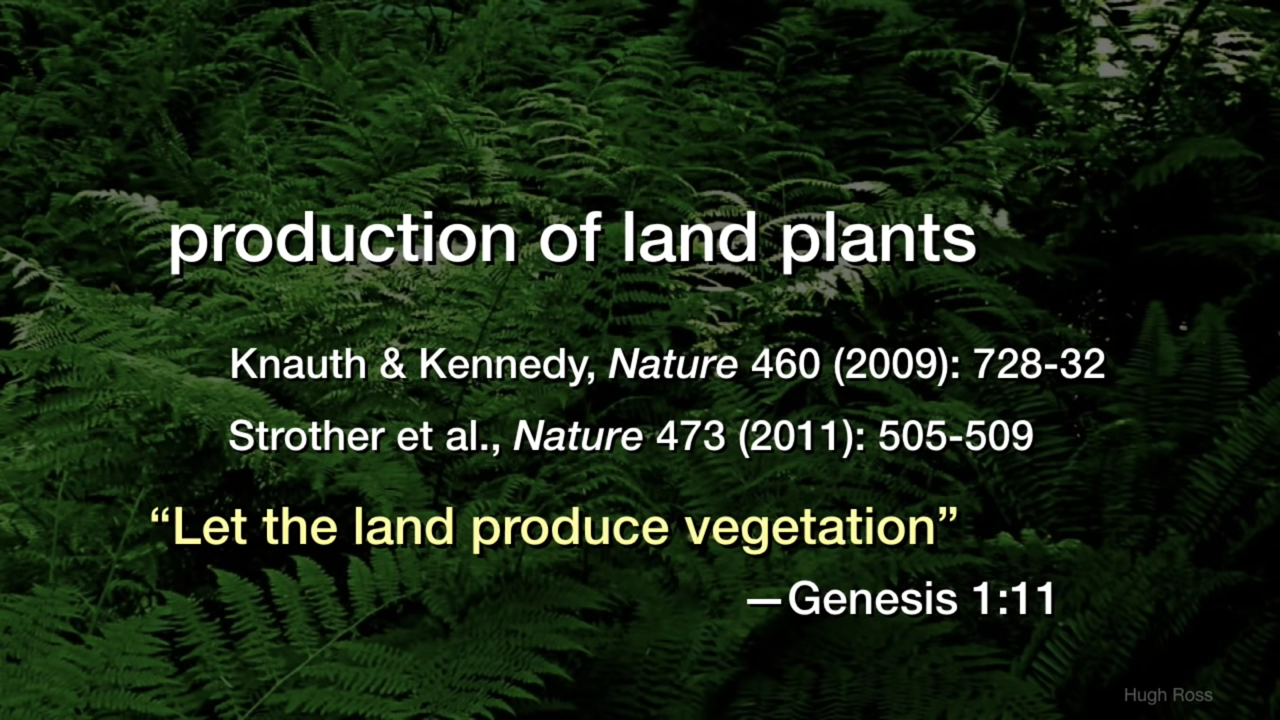 production of land plants
Knauth & Kennedy, Nature 460 (2009): 728-32
Strother et al., Nature 473 (2011): 505-509
“Let the land produce vegetation”
—Genesis 1:11
Hugh Ross